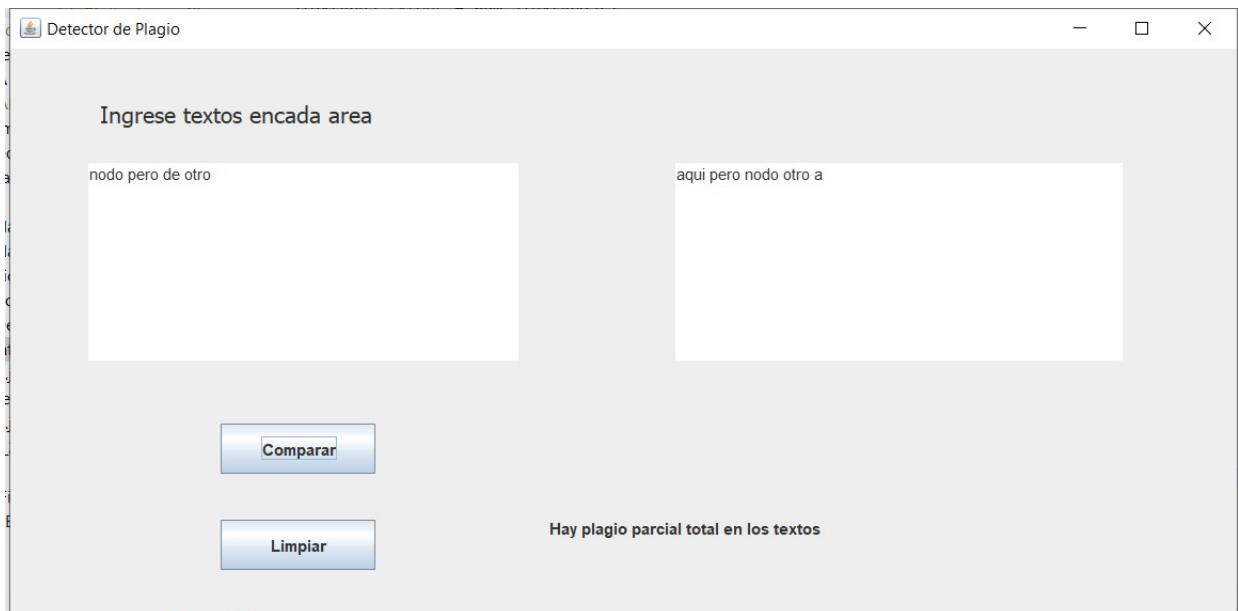 Detector de Plagio
Ingrese textos encada area
nodo pero de otro
aqui pero nodo otro a
Comparar
Limpiar
Hay plagio parcial total en los textos